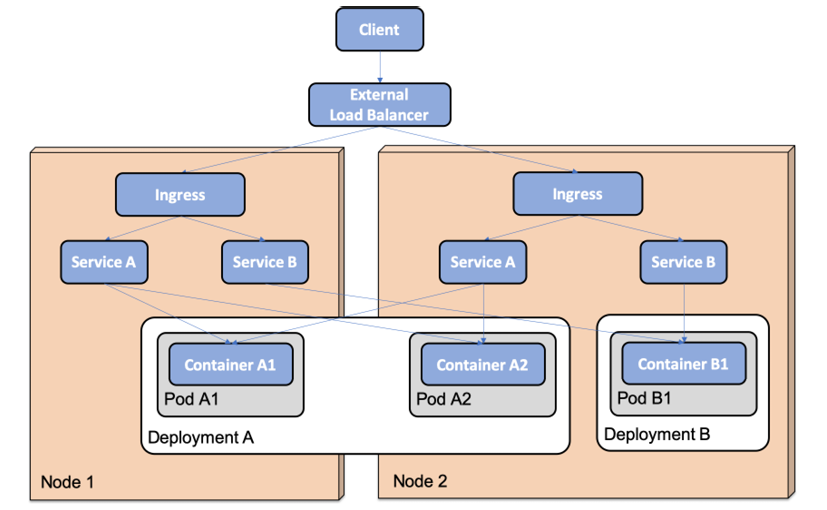 Client
External
Load Balancer
Ingress
Ingress
Service A
Service B
Service A
Service B
Container A1
Container A2
Container B1
Pod A1
Pod A2
Pod B1
Deployment A
Deployment B
Node 1
Node 2